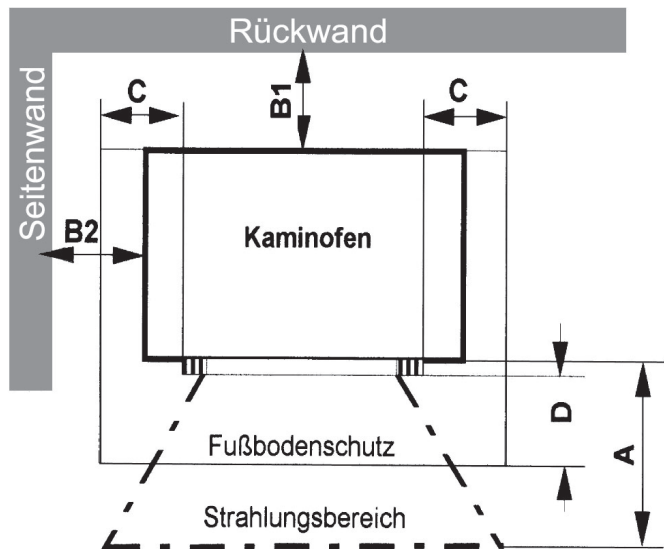 Rückwand
C
B1
C
Seitenwand
B2
Kaminofen
D
A
Fußbodenschutz
Strahlungsbereich